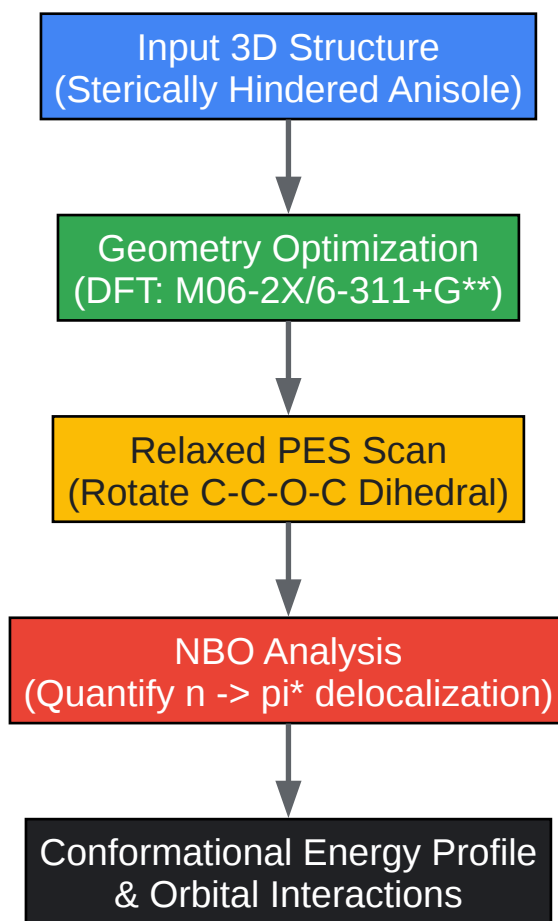 Input 3D Structure
(Sterically Hindered Anisole)
Geometry Optimization
(DFT: M06-2X/6-311+G**)
Relaxed PES Scan
(Rotate C-C-O-C Dihedral)
NBO Analysis
(Quantify n -> pi* delocalization)
Conformational Energy Profile
& Orbital Interactions